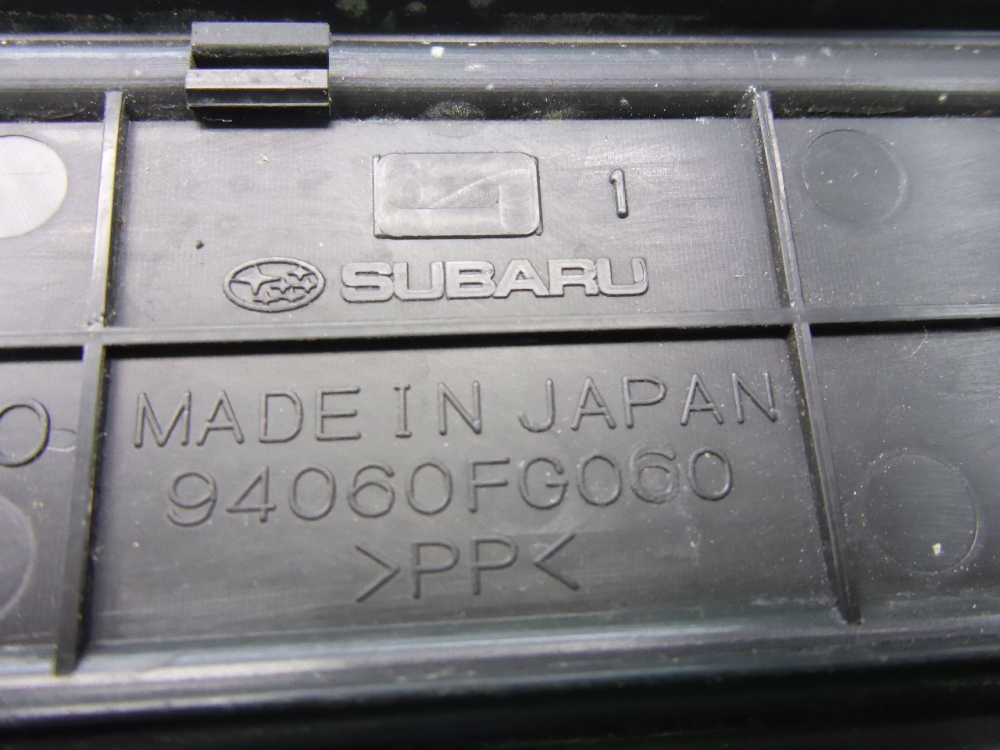 1
SUBARU
MADE IN JAPAN
94060FG060
>PP<